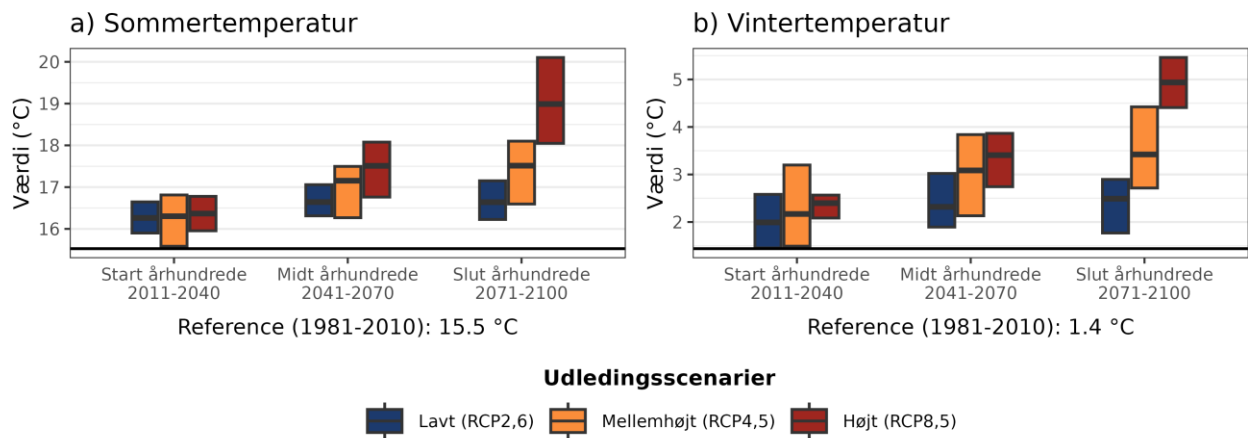 a) Sommertemperatur
Værdi (°C)
20
19
18
17
16
Start århundrede
2011-2040
Midt århundrede
2041-2070
Slut århundrede
2071-2100
Reference (1981-2010): 15.5 °C
b) Vintertemperatur
Værdi (°C)
5
4
3
2
Start århundrede
2011-2040
Midt århundrede
2041-2070
Slut århundrede
2071-2100
Reference (1981-2010): 1.4 °C
Udledingsscenarier
Lavt (RCP2,6)
Mellemhøjt (RCP4,5)
Højt (RCP8,5)